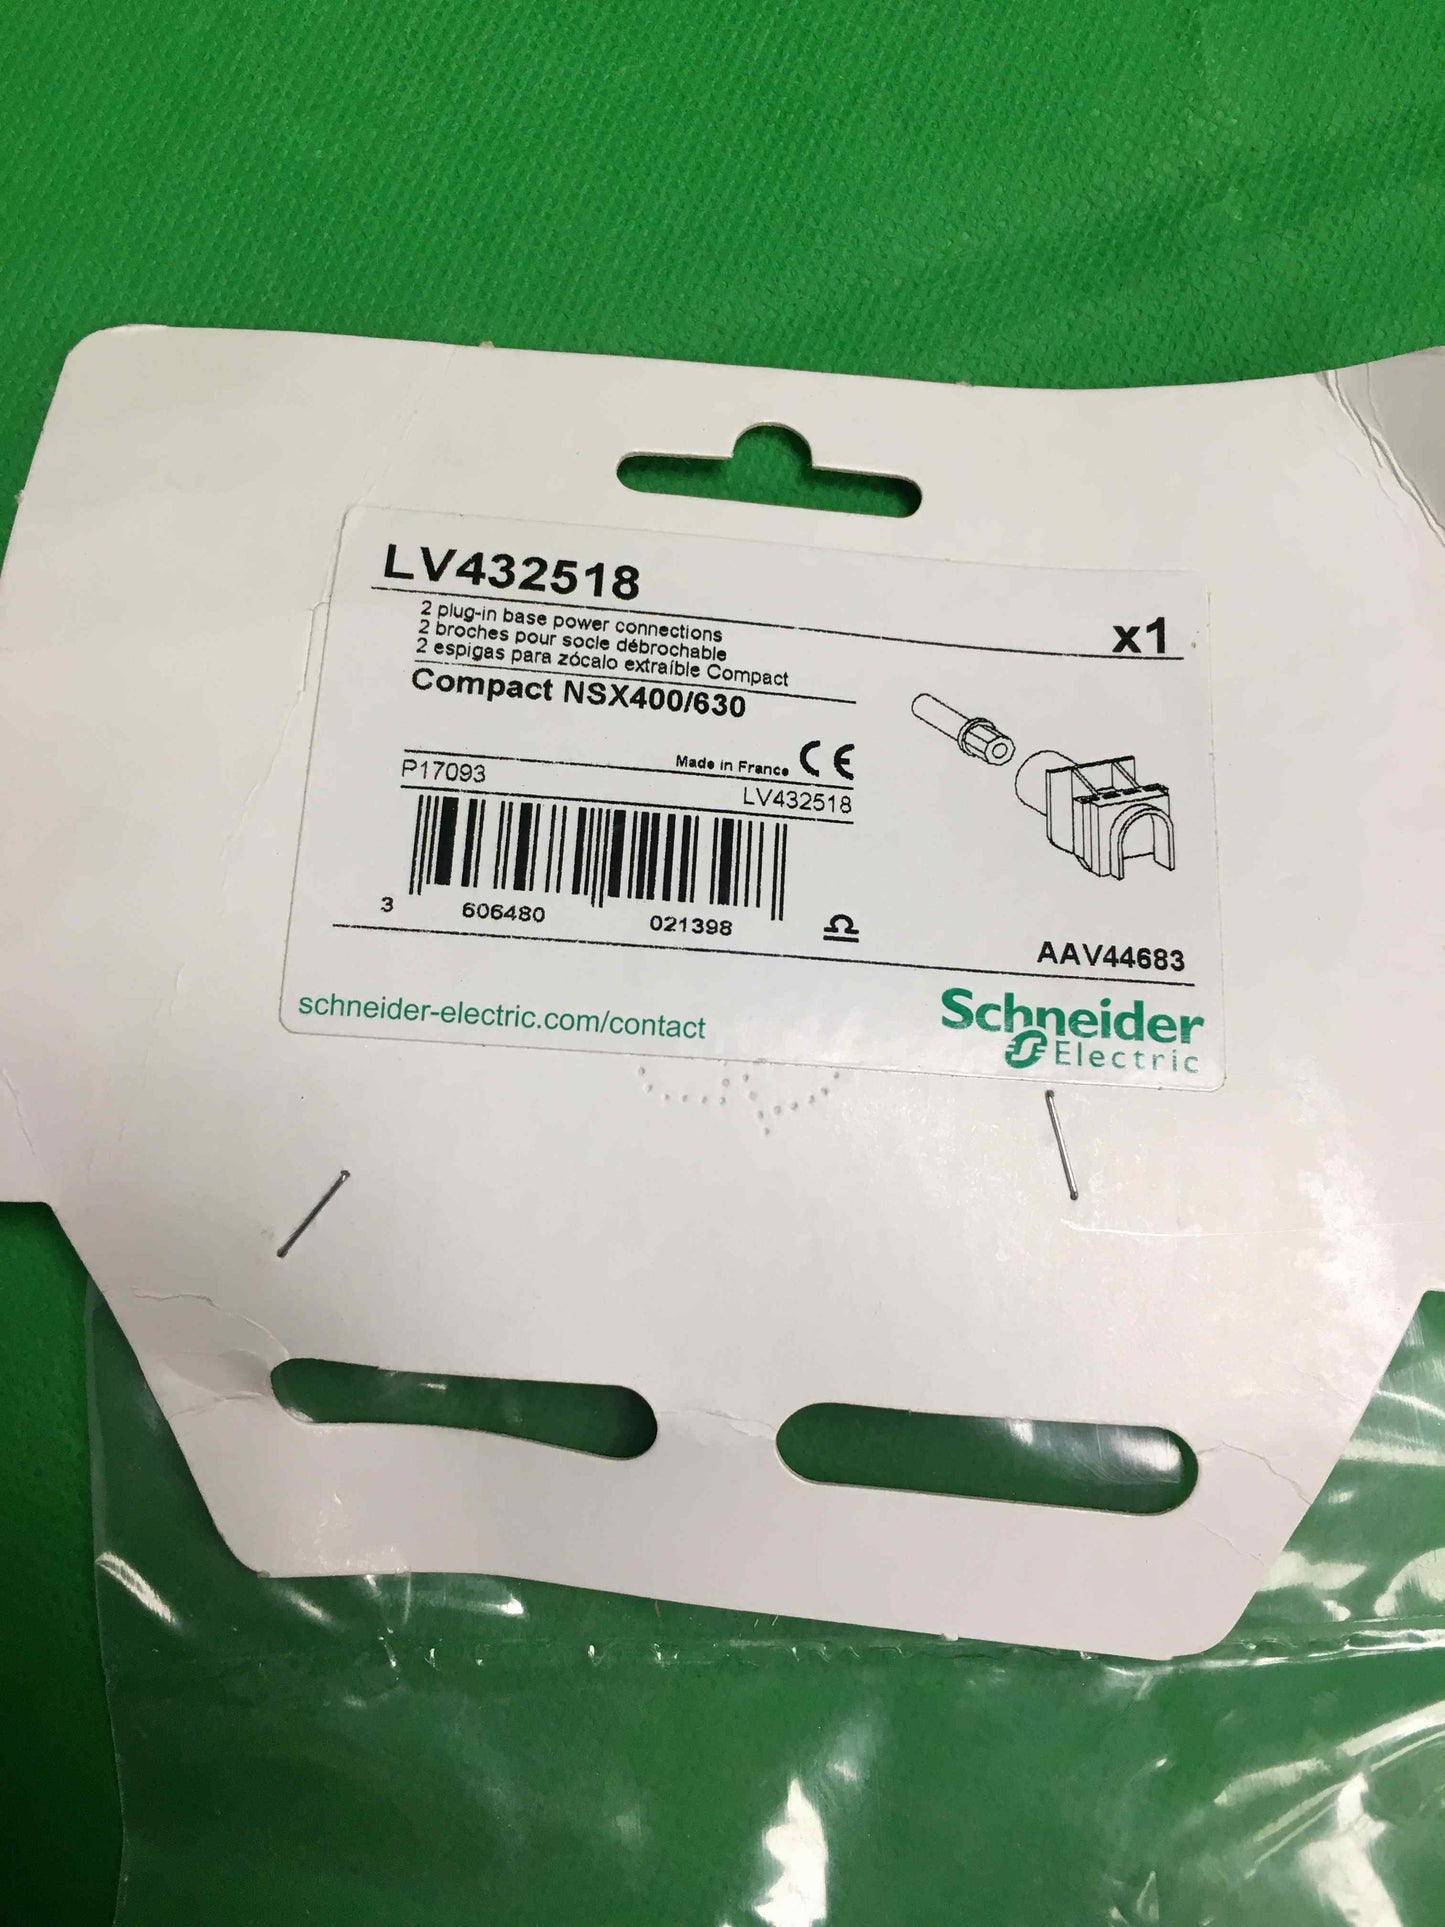 LV432518
x1
2 plug-in base power connections
2 broches pour socle débrochable
2 espigas para zócalo extraíble Compact
Compact NSX400/630
Made in France CE
P17093
LV432518
3 606480 021398
AAV44683
schneider-electric.com/contact
Schneider
Electric